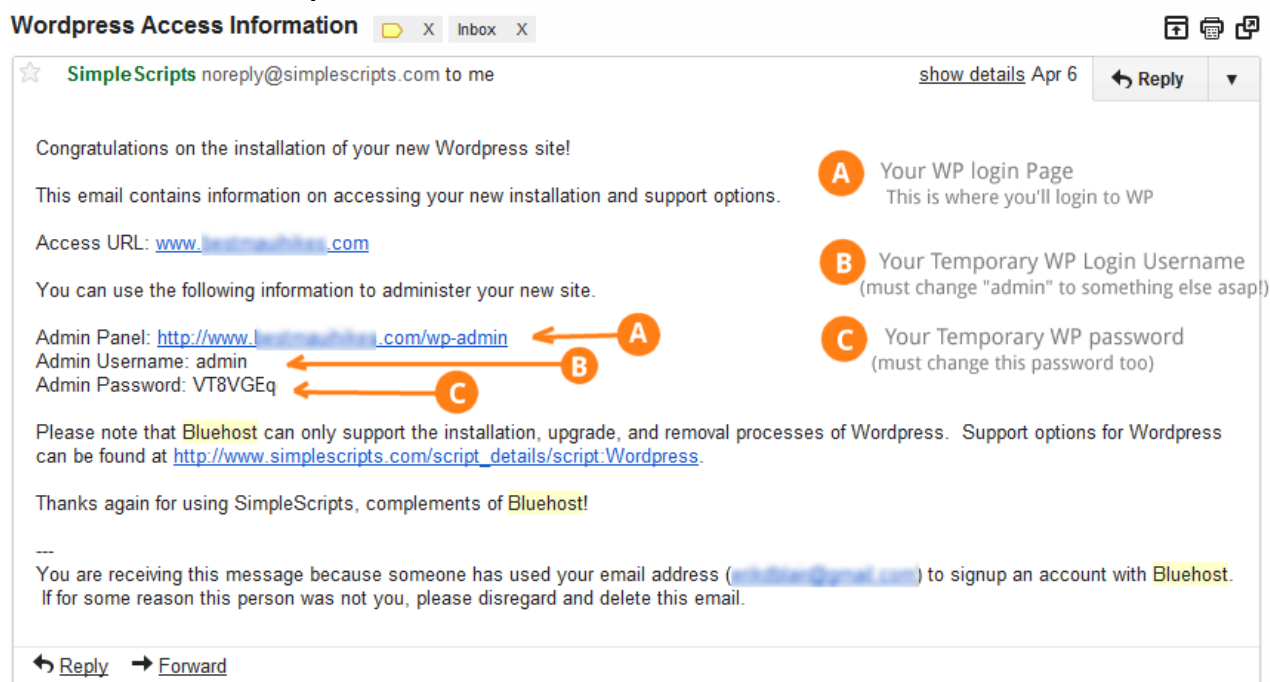 Wordpress Access Information X Inbox X
SimpleScripts noreply@simplescripts.com to me show details Apr 6 Reply
Congratulations on the installation of your new Wordpress site!
This email contains information on accessing your new installation and support options.
Access URL: www. .com
You can use the following information to administer your new site.
Admin Panel: http://www. .com/wp-admin A
Admin Username: admin B
Admin Password: VT8VGEq C
A Your WP login Page
This is where you'll login to WP
B Your Temporary WP Login Username
(must change "admin" to something else asap!)
C Your Temporary WP password
(must change this password too)
Please note that Bluehost can only support the installation, upgrade, and removal processes of Wordpress. Support options for Wordpress
can be found at http://www.simplescripts.com/script_details/script:Wordpress.
Thanks again for using SimpleScripts, complements of Bluehost!
---
You are receiving this message because someone has used your email address ( ) to signup an account with Bluehost.
If for some reason this person was not you, please disregard and delete this email.
Reply Forward